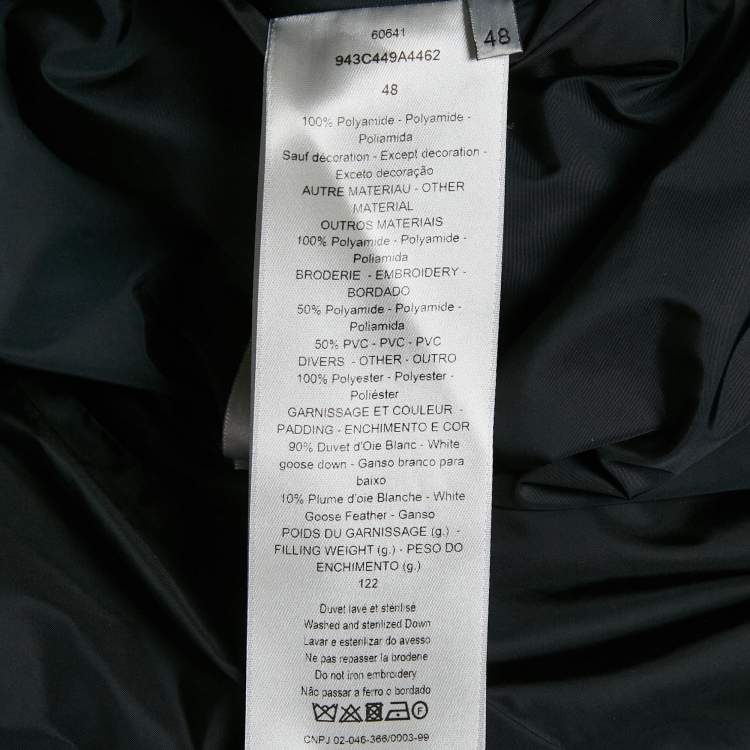 48
60641
943C449A4462
48
100% Polyamide - Polyamide -
Poliamida
Sauf décoration - Except decoration -
Exceto decoração
AUTRE MATERIAU - OTHER
MATERIAL
OUTROS MATERIAIS
100% Polyamide - Polyamide -
Poliamida
BRODERIE - EMBROIDERY -
BORDADO
50% Polyamide - Polyamide -
Poliamida
50% PVC - PVC - PVC
DIVERS - OTHER - OUTRO
100% Polyester - Polyester -
Poliéster
GARNISSAGE ET COULEUR -
PADDING - ENCHIMENTO E COR
90% Duvet d'Oie Blanc - White
goose down - Ganso branco para
baixo
10% Plume d'oie Blanche - White
Goose Feather - Ganso
POIDS DU GARNISSAGE (g.) -
FILLING WEIGHT (g.) - PESO DO
ENCHIMENTO (g.)
122
Duvet lavé et stérilisé
Washed and sterilized Down
Lavar e esterilizar do avesso
Ne pas repasser la broderie
Do not iron embroidery
Não passar a ferro o bordado
F
CNPJ 02-046-366/0003-99